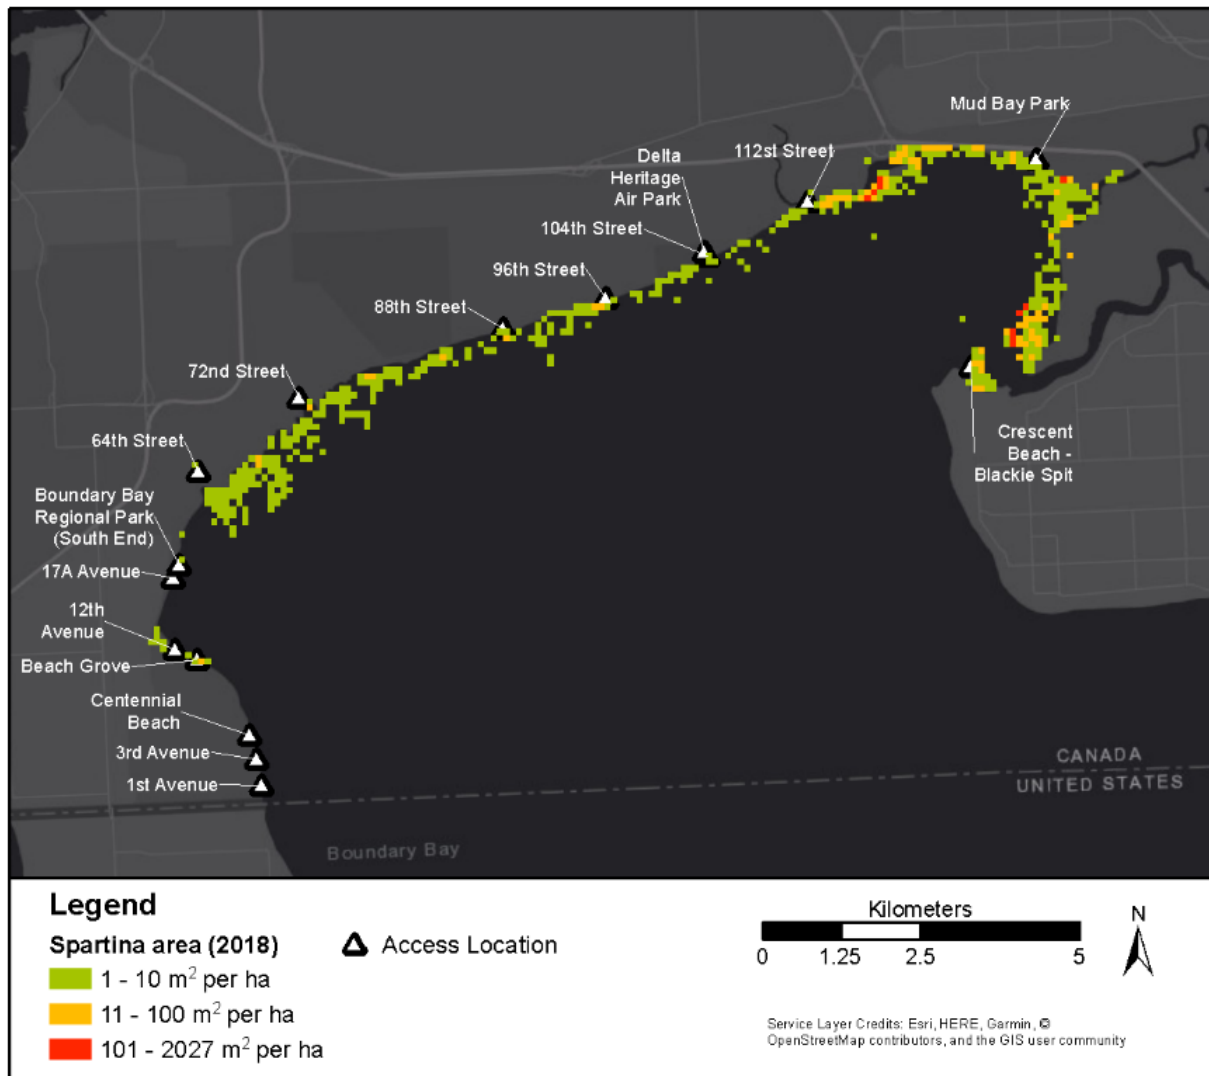 Mud Bay Park
112st Street
Delta
Heritage
Air Park
104th Street
96th Street
88th Street
72nd Street
64th Street
Boundary Bay
Regional Park
(South End)
17A Avenue
12th
Avenue
Beach Grove
Centennial
Beach
3rd Avenue
1st Avenue
Crescent
Beach -
Blackie Spit
CANADA
UNITED STATES
Boundary Bay
Legend
Spartina area (2018)
1 - 10 m² per ha
11 - 100 m² per ha
101 - 2027 m² per ha
Access Location
Kilometers
0 1.25 2.5 5
N
Service Layer Credits: Esri, HERE, Garmin, ©
OpenStreetMap contributors, and the GIS user community